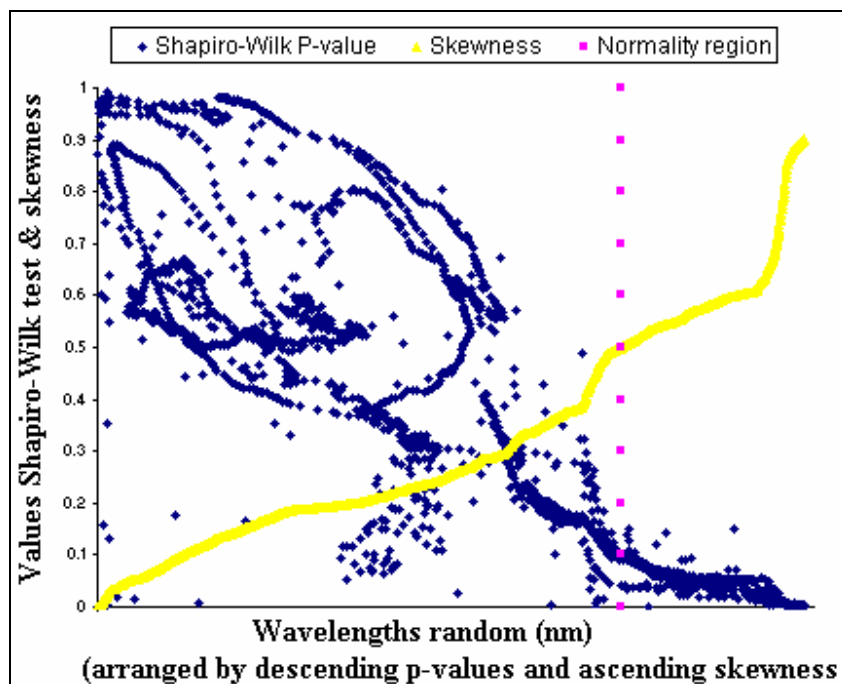 Shapiro-Wilk P-value Skewness Normality region
Values Shapiro-Wilk test & skewness
1
0.9
0.8
0.7
0.6
0.5
0.4
0.3
0.2
0.1
0
Wavelengths random (nm)
(arranged by descending p-values and ascending skewness